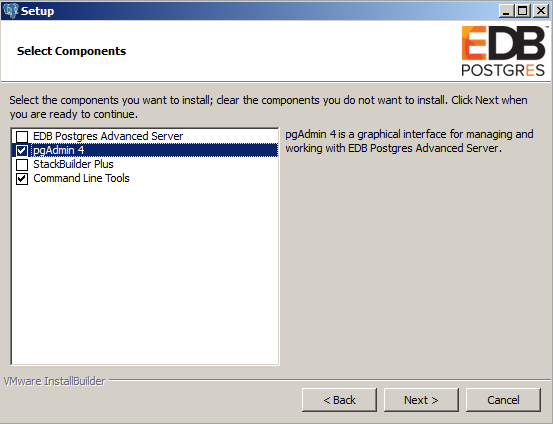 Setup
Select Components
EDB
POSTGRES
Select the components you want to install; clear the components you do not want to install. Click Next when
you are ready to continue.
EDB Postgres Advanced Server
pgAdmin 4
StackBuilder Plus
Command Line Tools
pgAdmin 4 is a graphical interface for managing and
working with EDB Postgres Advanced Server.
VMware InstallBuilder
< Back
Next >
Cancel